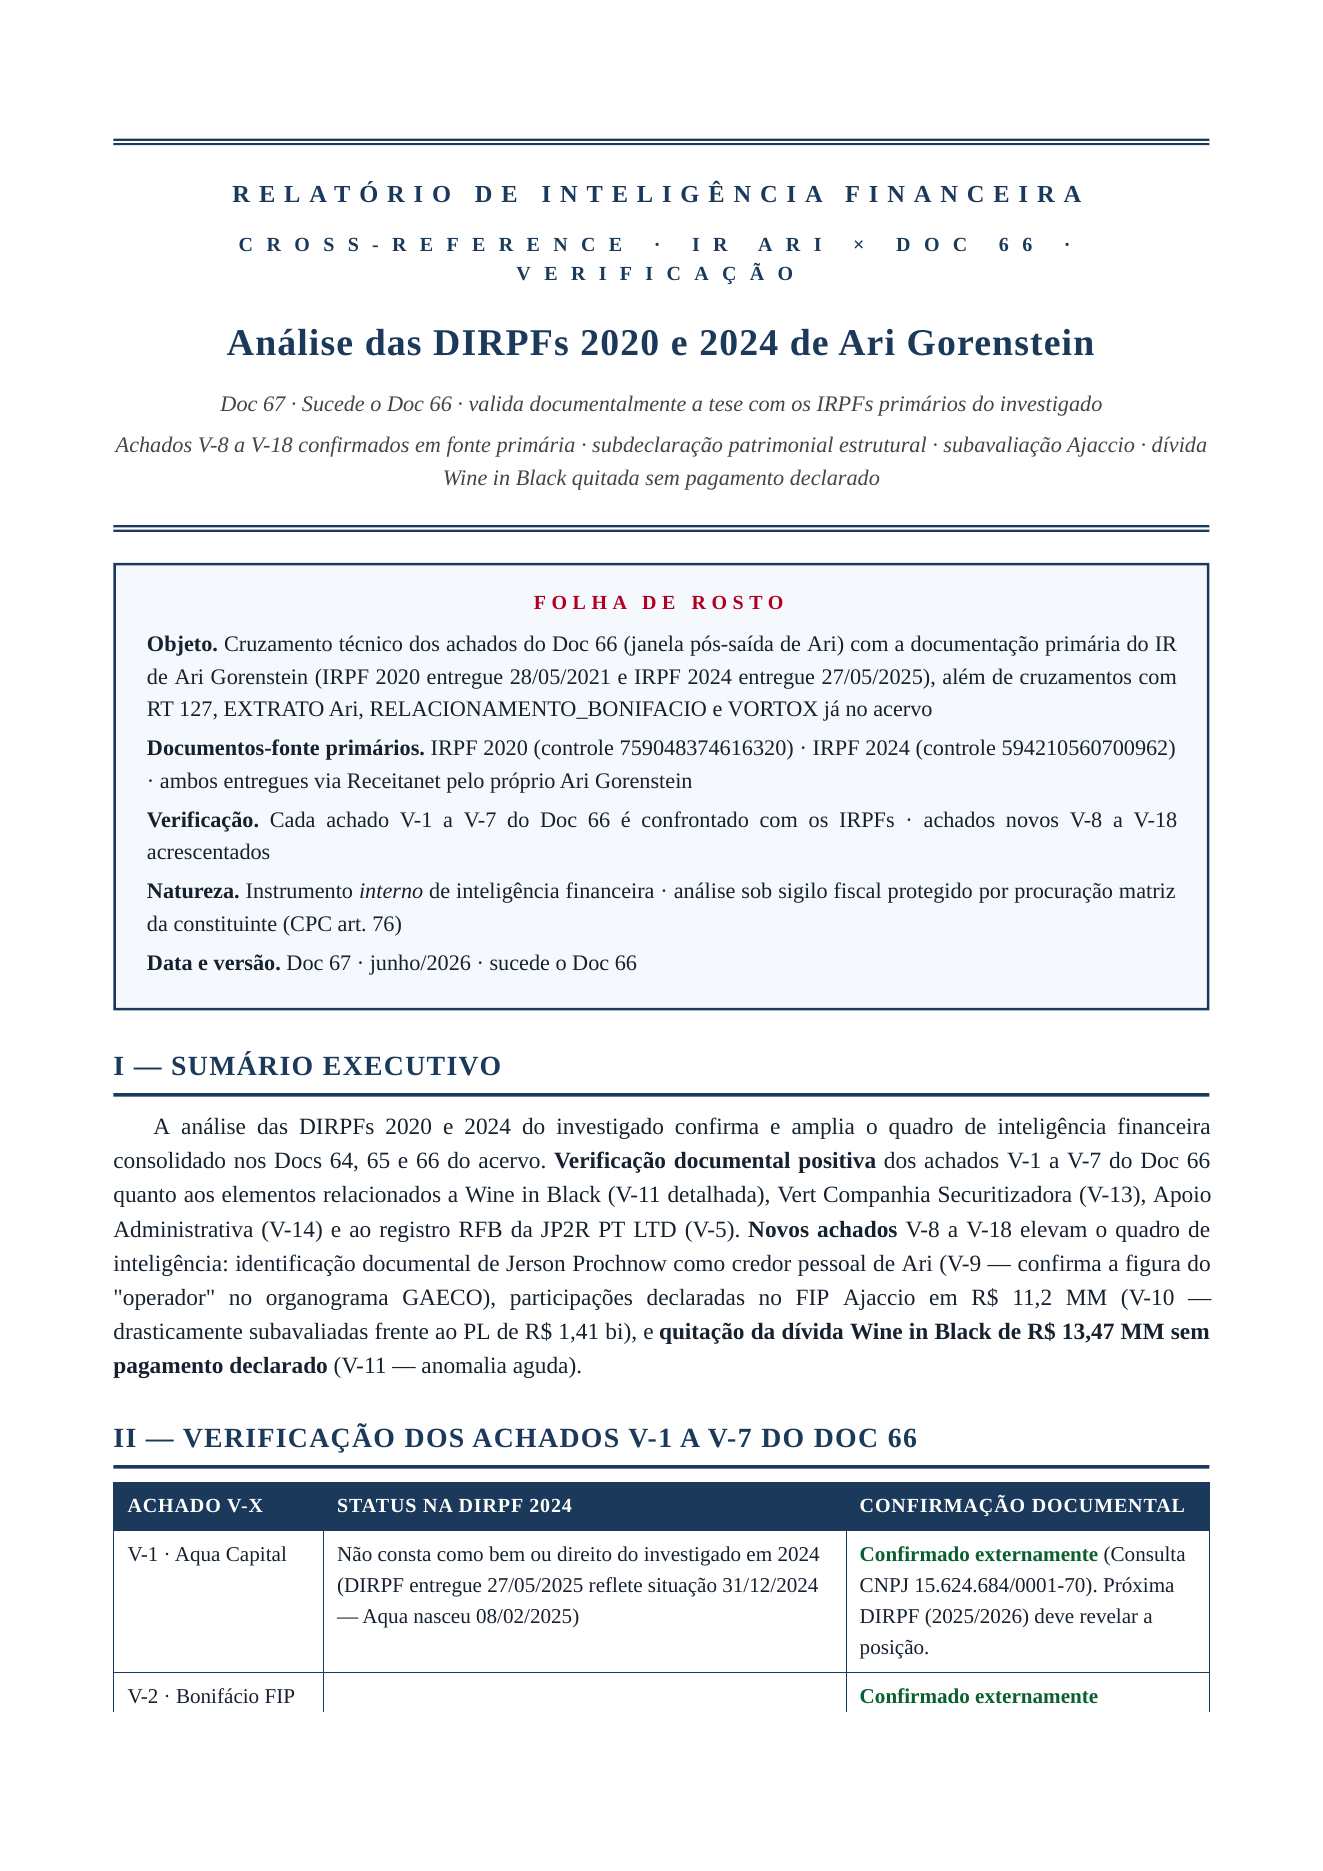 RELATÓRIO DE INTELIGÊNCIA FINANCEIRA
CROSS-REFERENCE · IR ARI × DOC 66 ·
VERIFICAÇÃO
Análise das DIRPFs 2020 e 2024 de Ari Gorenstein
Doc 67 · Sucede o Doc 66 · valida documentalmente a tese com os IRPFs primários do investigado
Achados V-8 a V-18 confirmados em fonte primária · subdeclaração patrimonial estrutural · subavaliação Ajaccio · dívida
Wine in Black quitada sem pagamento declarado
FOLHA DE ROSTO
Objeto. Cruzamento técnico dos achados do Doc 66 (janela pós-saída de Ari) com a documentação primária do IR
de Ari Gorenstein (IRPF 2020 entregue 28/05/2021 e IRPF 2024 entregue 27/05/2025), além de cruzamentos com
RT 127, EXTRATO Ari, RELACIONAMENTO_BONIFACIO e VORTOX já no acervo
Documentos-fonte primários. IRPF 2020 (controle 759048374616320) · IRPF 2024 (controle 594210560700962)
· ambos entregues via Receitanet pelo próprio Ari Gorenstein
Verificação. Cada achado V-1 a V-7 do Doc 66 é confrontado com os IRPFs · achados novos V-8 a V-18
acrescentados
Natureza. Instrumento interno de inteligência financeira · análise sob sigilo fiscal protegido por procuração matriz
da constituinte (CPC art. 76)
Data e versão. Doc 67 · junho/2026 · sucede o Doc 66
I — SUMÁRIO EXECUTIVO
A análise das DIRPFs 2020 e 2024 do investigado confirma e amplia o quadro de inteligência financeira
consolidado nos Docs 64, 65 e 66 do acervo. Verificação documental positiva dos achados V-1 a V-7 do Doc 66
quanto aos elementos relacionados a Wine in Black (V-11 detalhada), Vert Companhia Securitizadora (V-13), Apoio
Administrativa (V-14) e ao registro RFB da JP2R PT LTD (V-5). Novos achados V-8 a V-18 elevam o quadro de
inteligência: identificação documental de Jerson Prochnow como credor pessoal de Ari (V-9 — confirma a figura do
"operador" no organograma GAECO), participações declaradas no FIP Ajaccio em R$ 11,2 MM (V-10 —
drasticamente subavaliadas frente ao PL de R$ 1,41 bi), e quitação da dívida Wine in Black de R$ 13,47 MM sem
pagamento declarado (V-11 — anomalia aguda).
II — VERIFICAÇÃO DOS ACHADOS V-1 A V-7 DO DOC 66
ACHADO V-X STATUS NA DIRPF 2024 CONFIRMAÇÃO DOCUMENTAL
V-1 · Aqua Capital Não consta como bem ou direito do investigado em 2024 Confirmado externamente (Consulta
(DIRPF entregue 27/05/2025 reflete situação 31/12/2024 CNPJ 15.624.684/0001-70). Próxima
— Aqua nasceu 08/02/2025) DIRPF (2025/2026) deve revelar a
posição.
V-2 · Bonifácio FIP Confirmado externamente